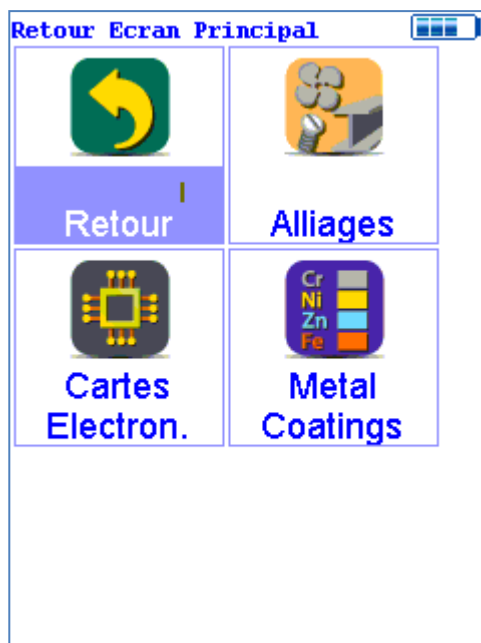 Retour Ecran Principal
Retour
Alliages
Cartes
Electron.
Cr
Ni
Zn
Fe
Metal
Coatings